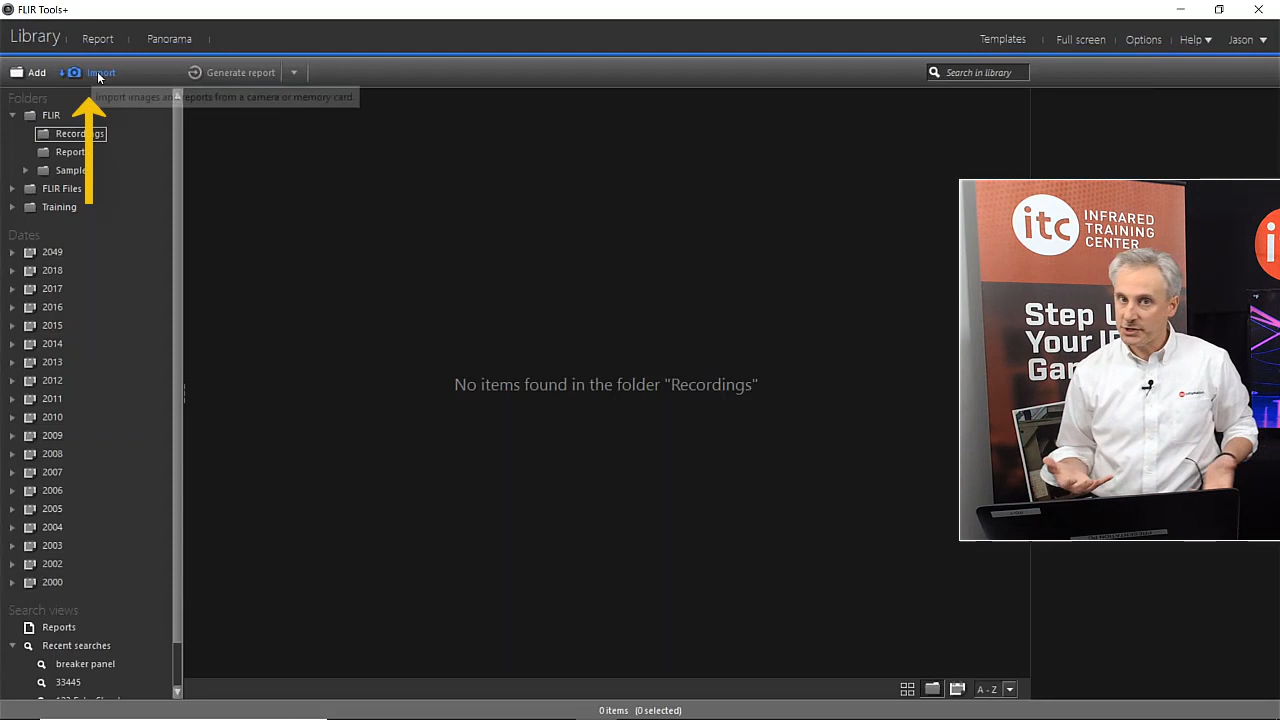 FLIR Tools+
Library Report Panorama Templates Full screen Options Help Jason
Add Import Generate report Search in library
Import images and reports from a camera or memory card.
Folders
FLIR
Recordings
Report
Sample
FLIR Files
Training
Dates
2049
2018
2017
2016
2015
2014
2013
2012
2011
2010
2009
2008
2007
2006
2005
2004
2003
2002
2000
Search views
Reports
Recent searches
breaker panel
33445
No items found in the folder "Recordings"
A - Z
0 items (0 selected)
itc INFRARED
TRAINING
CENTER
Step U
Your I
Ga